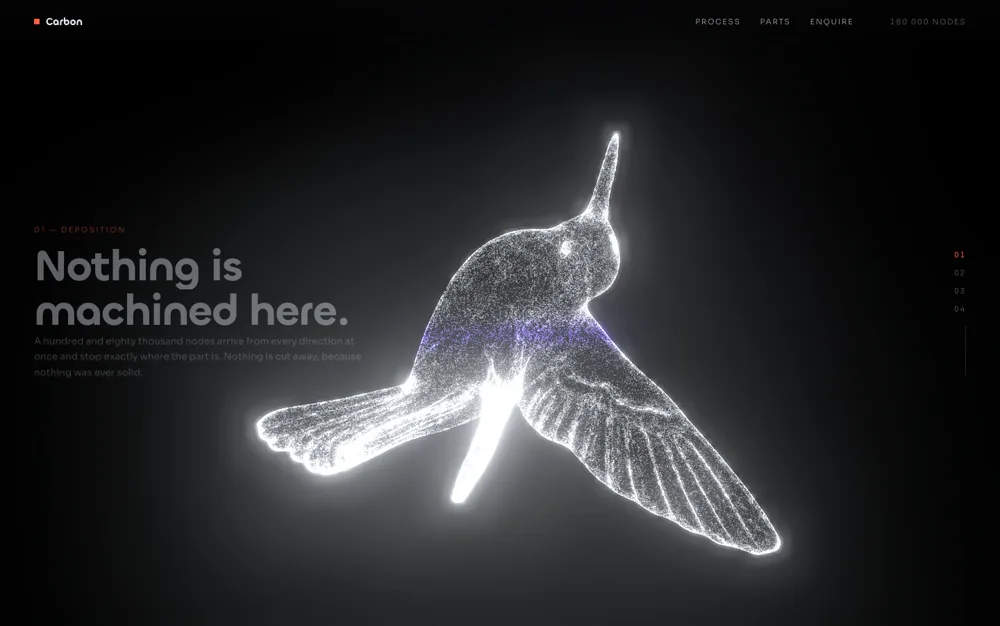 Carbon
PROCESS PARTS ENQUIRE 180 000 NODES
01 — DEPOSITION
Nothing is
machined here.
A hundred and eighty thousand nodes arrive from every direction at
once and stop exactly where the part is. Nothing is cut away, because
nothing was ever solid.
01
02
03
04